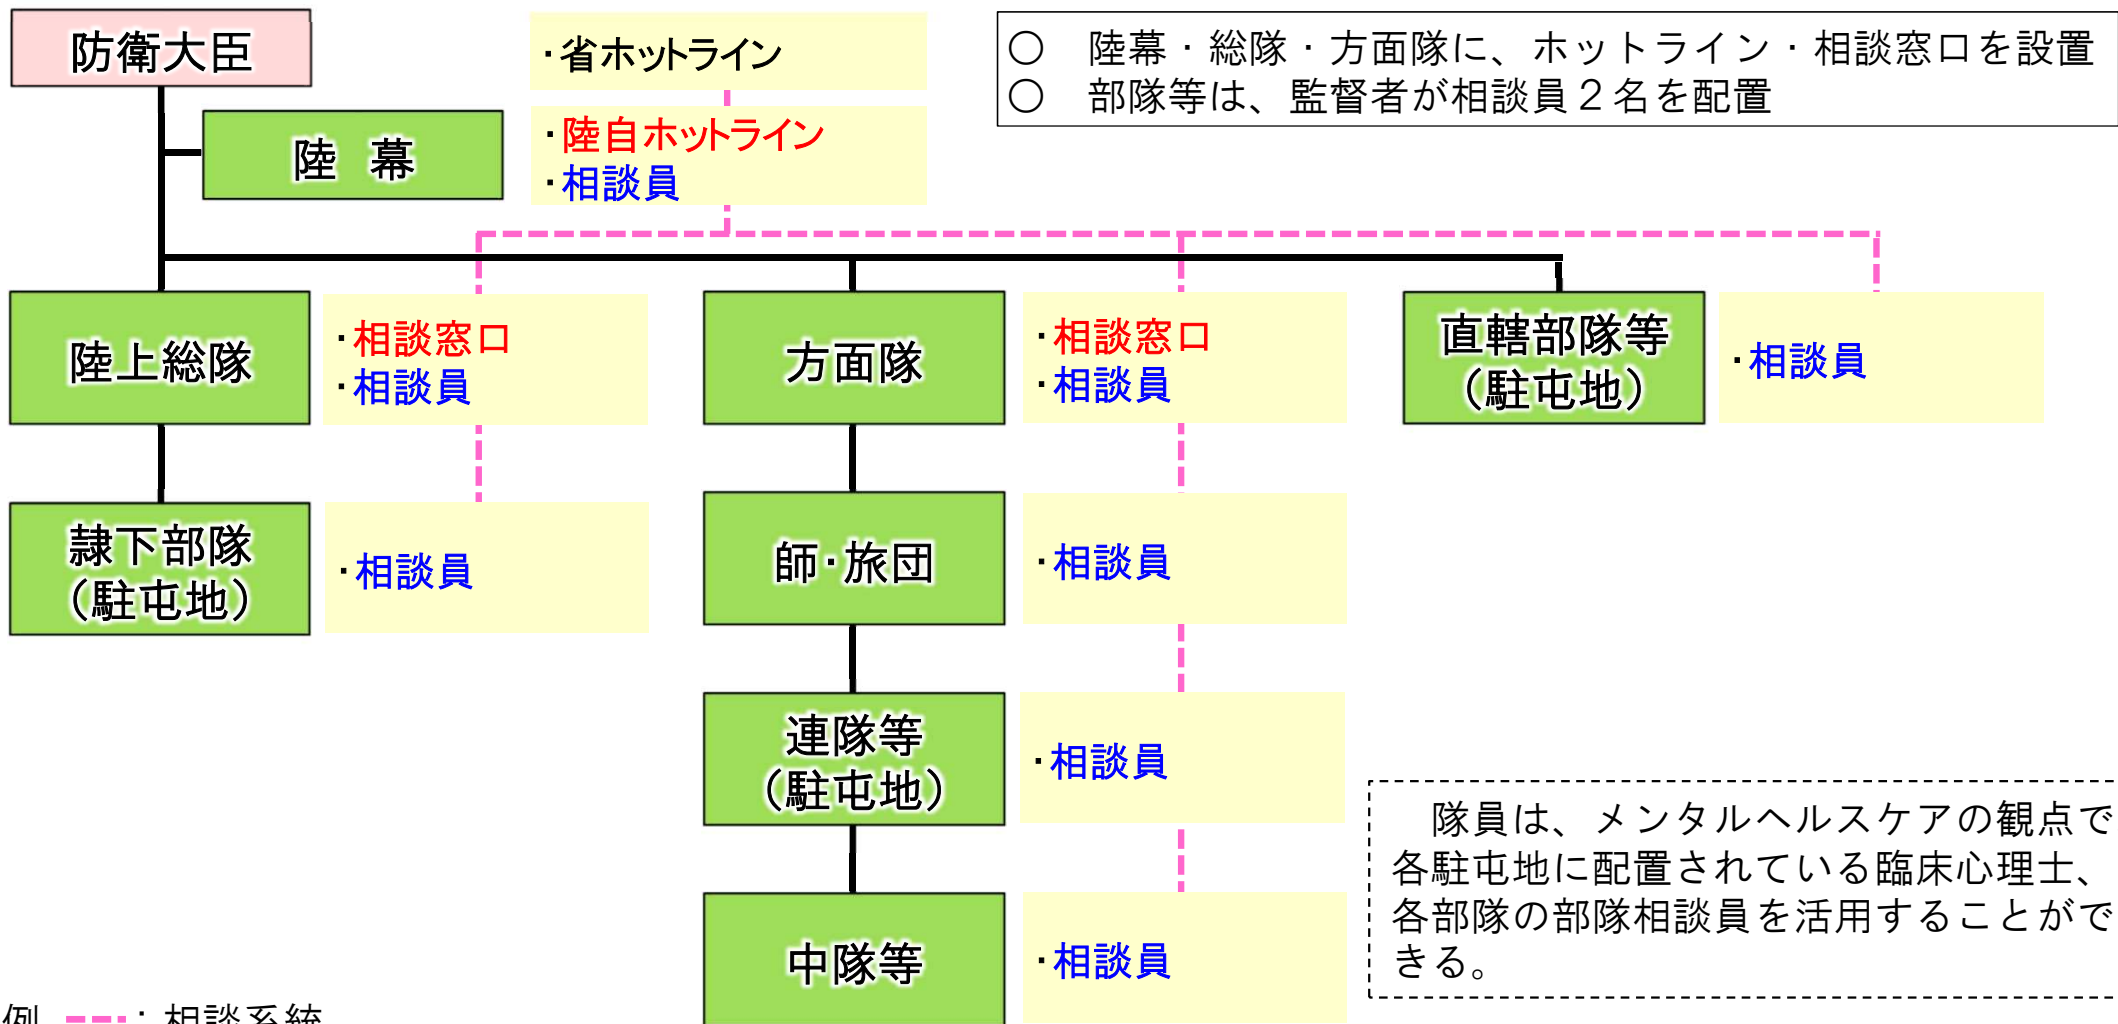 防衛大臣
・省ホットライン
○　陸幕・総隊・方面隊に、ホットライン・相談窓口を設置
○　部隊等は、監督者が相談員２名を配置
陸　幕
・陸自ホットライン
・相談員
陸上総隊
・相談窓口
・相談員
方面隊
・相談窓口
・相談員
直轄部隊等
（駐屯地）
・相談員
隷下部隊
（駐屯地）
・相談員
師・旅団
・相談員
連隊等
（駐屯地）
・相談員
中隊等
・相談員
隊員は、メンタルヘルスケアの観点で
各駐屯地に配置されている臨床心理士、
各部隊の部隊相談員を活用することがで
きる。
例　：相談系統